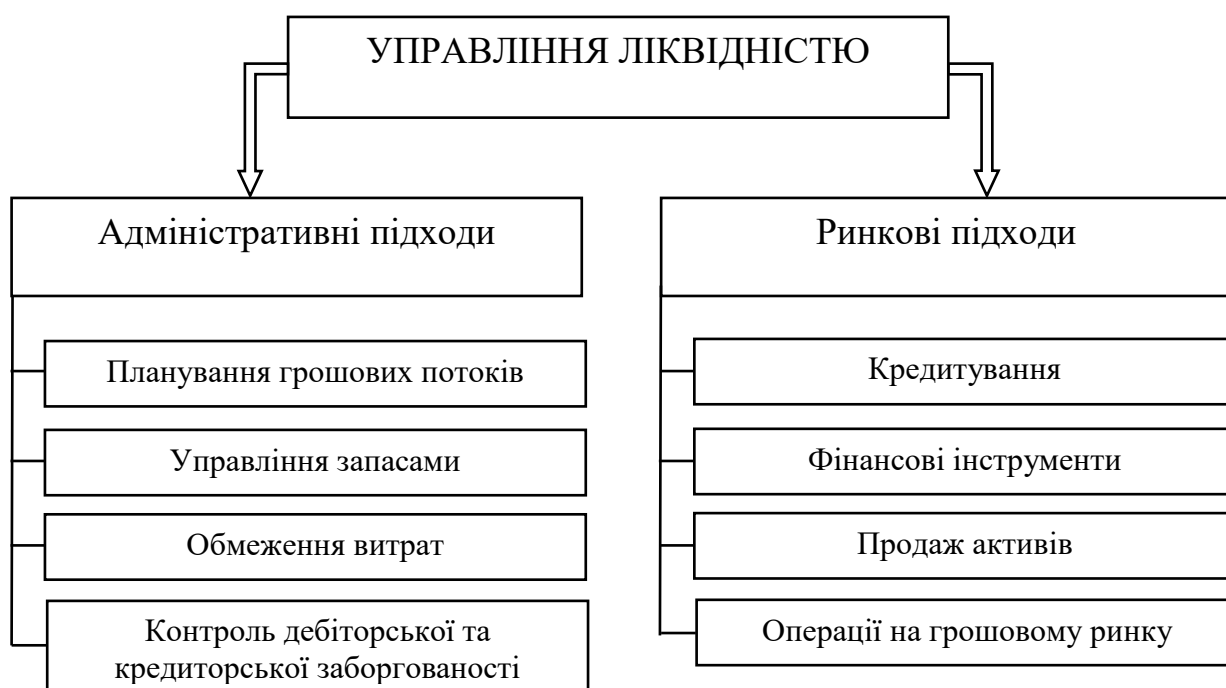 УПРАВЛІННЯ ЛІКВІДНІСТЮ
Адміністративні підходи
Планування грошових потоків
Управління запасами
Обмеження витрат
Контроль дебіторської та
кредиторської заборгованості
Ринкові підходи
Кредитування
Фінансові інструменти
Продаж активів
Операції на грошовому ринку